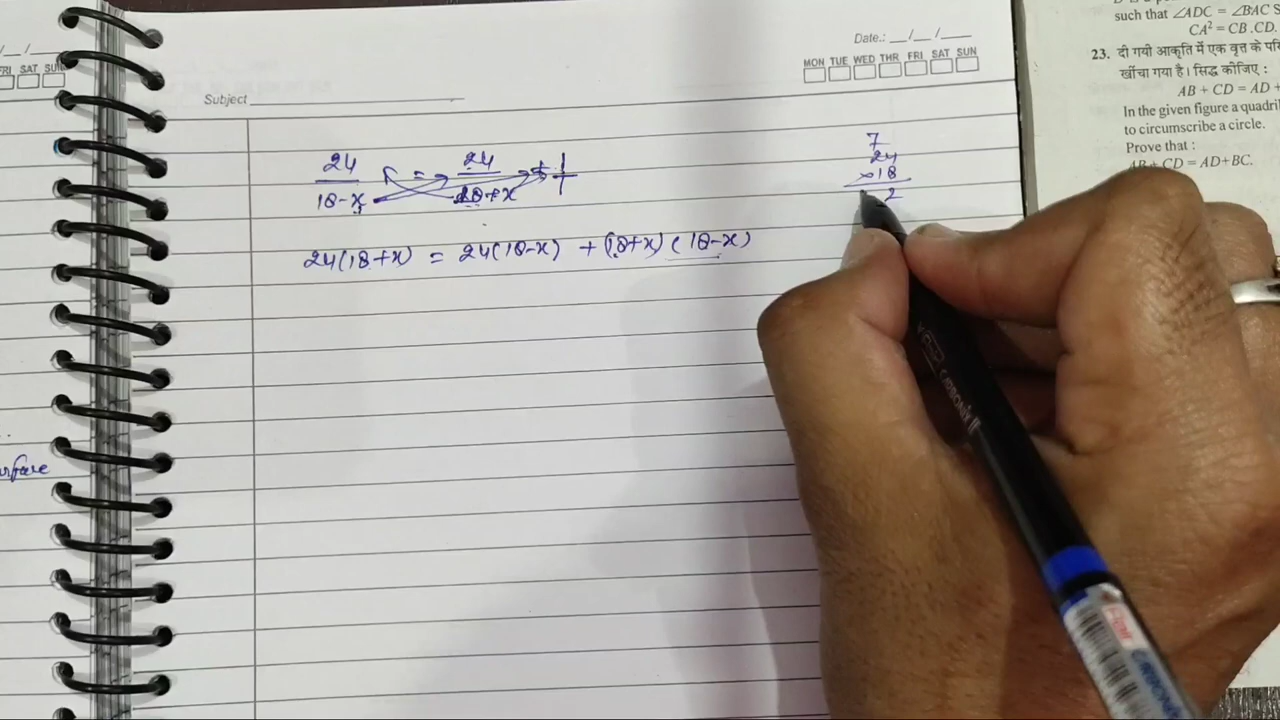 FRI SAT SUN
Subject
Date.: __/__/____
MON TUE WED THR FRI SAT SUN
24/(18-x) = 24/(18+x) + 1/1
24(18+x) = 24(18-x) + (18+x)(18-x)
7
24
×18
2
such that ∠ADC = ∠BAC
CA² = CB.CD.
23. दी गयी आकृति में एक वृत्त के
खींचा गया है। सिद्ध कीजिए :
AB + CD = AD +
In the given figure a
to circumscribe a circle.
Prove that :
AB + CD = AD+BC.